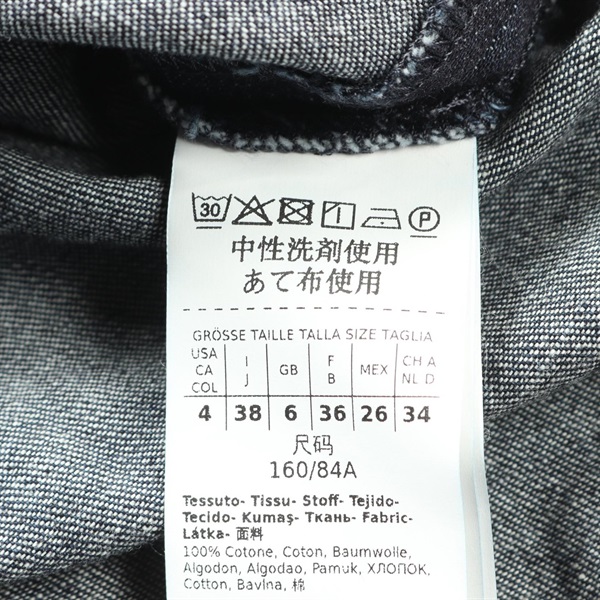 30 P
中性洗剤使用
あて布使用
GRÖSSE TAILLE TALLA SIZE TAGLIA
USA CA COL I J GB F B MEX CH A NL D
4 38 6 36 26 34
尺码
160/84A
Tessuto- Tissu- Stoff- Tejido-
Tecido- Kumaş- Ткань- Fabric-
Látka- 面料
100% Cotone, Coton, Baumwolle,
Algodon, Algodao, Pamuk, ХЛОПОК,
Cotton, Bavlna, 棉